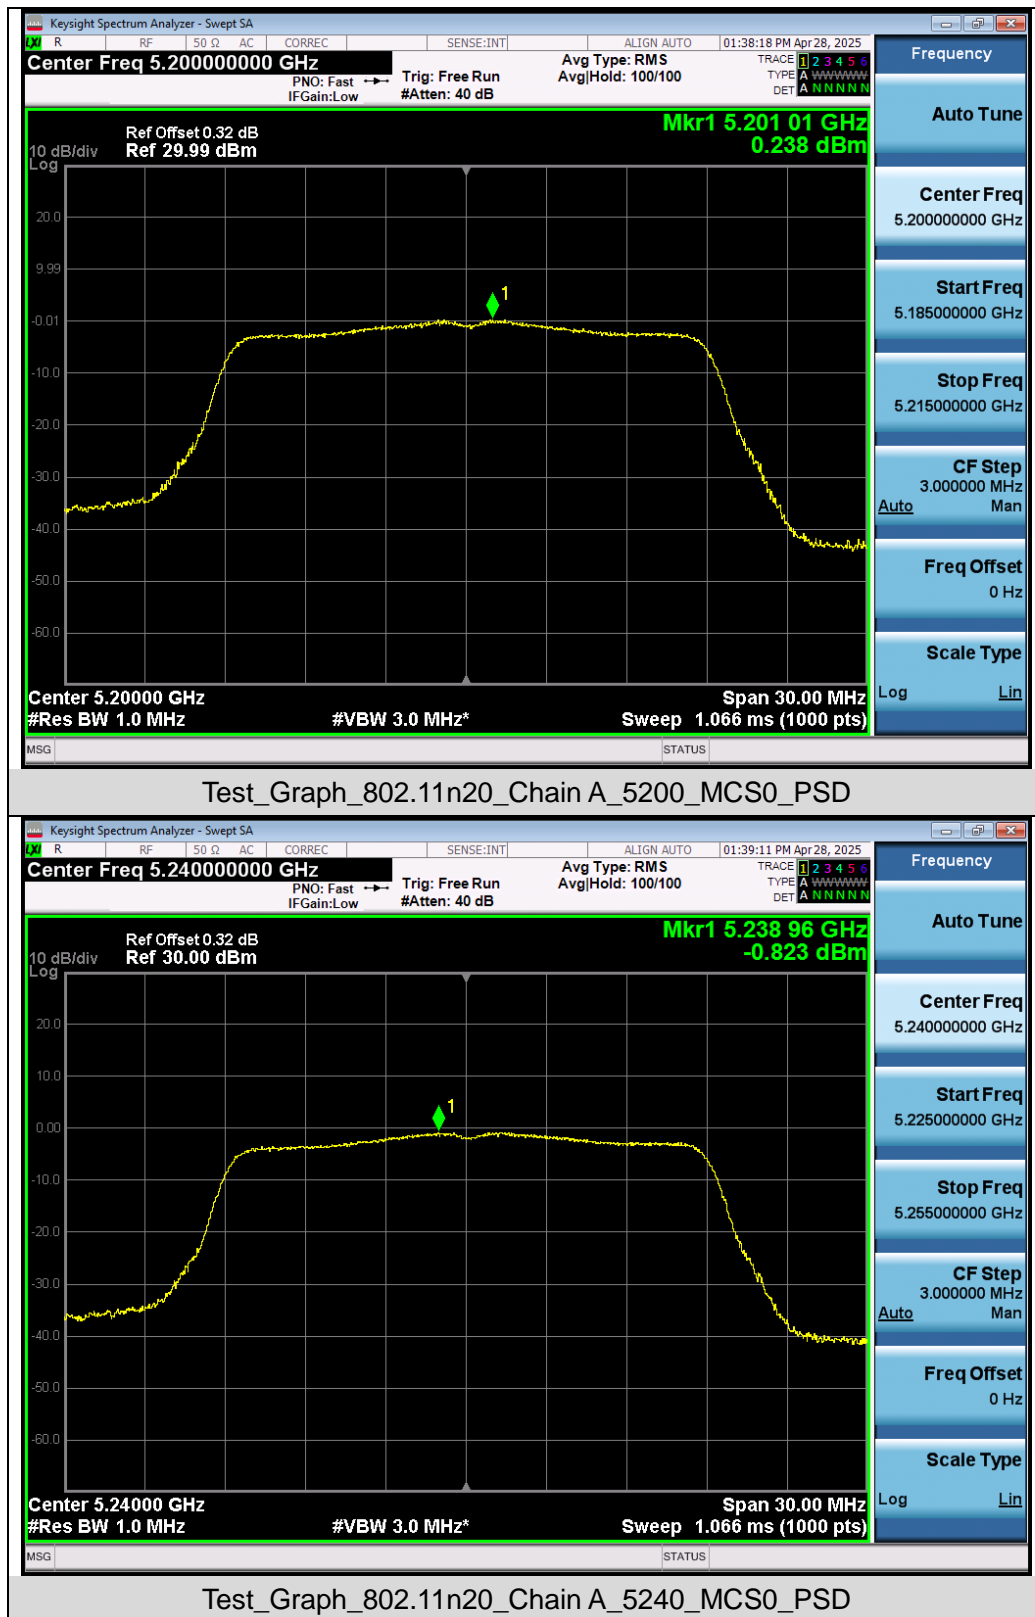 Keysight Spectrum Analyzer - Swept SA
LXI R RF 50 Ω AC CORREC SENSE:INT ALIGN AUTO 01:38:18 PM Apr 28, 2025
Center Freq 5.200000000 GHz
PNO: Fast
IFGain:Low
Trig: Free Run
#Atten: 40 dB
Avg Type: RMS
Avg|Hold: 100/100
TRACE 1 2 3 4 5 6
TYPE A WWWWW
DET A N N N N N
Frequency
Ref Offset 0.32 dB
10 dB/div Ref 29.99 dBm
Log
Mkr1 5.201 01 GHz
0.238 dBm
20.0
9.99
-0.01
-10.0
-20.0
-30.0
-40.0
-50.0
-60.0
1
Center 5.20000 GHz Span 30.00 MHz
#Res BW 1.0 MHz #VBW 3.0 MHz* Sweep 1.066 ms (1000 pts)
Auto Tune
Center Freq
5.200000000 GHz
Start Freq
5.185000000 GHz
Stop Freq
5.215000000 GHz
CF Step
3.000000 MHz
Auto Man
Freq Offset
0 Hz
Scale Type
Log Lin
MSG STATUS
Test_Graph_802.11n20_Chain A_5200_MCS0_PSD
Keysight Spectrum Analyzer - Swept SA
LXI R RF 50 Ω AC CORREC SENSE:INT ALIGN AUTO 01:39:11 PM Apr 28, 2025
Center Freq 5.240000000 GHz
PNO: Fast
IFGain:Low
Trig: Free Run
#Atten: 40 dB
Avg Type: RMS
Avg|Hold: 100/100
TRACE 1 2 3 4 5 6
TYPE A WWWWW
DET A N N N N N
Frequency
Ref Offset 0.32 dB
10 dB/div Ref 30.00 dBm
Log
Mkr1 5.238 96 GHz
-0.823 dBm
20.0
10.0
0.00
-10.0
-20.0
-30.0
-40.0
-50.0
-60.0
1
Center 5.24000 GHz Span 30.00 MHz
#Res BW 1.0 MHz #VBW 3.0 MHz* Sweep 1.066 ms (1000 pts)
Auto Tune
Center Freq
5.240000000 GHz
Start Freq
5.225000000 GHz
Stop Freq
5.255000000 GHz
CF Step
3.000000 MHz
Auto Man
Freq Offset
0 Hz
Scale Type
Log Lin
MSG STATUS
Test_Graph_802.11n20_Chain A_5240_MCS0_PSD